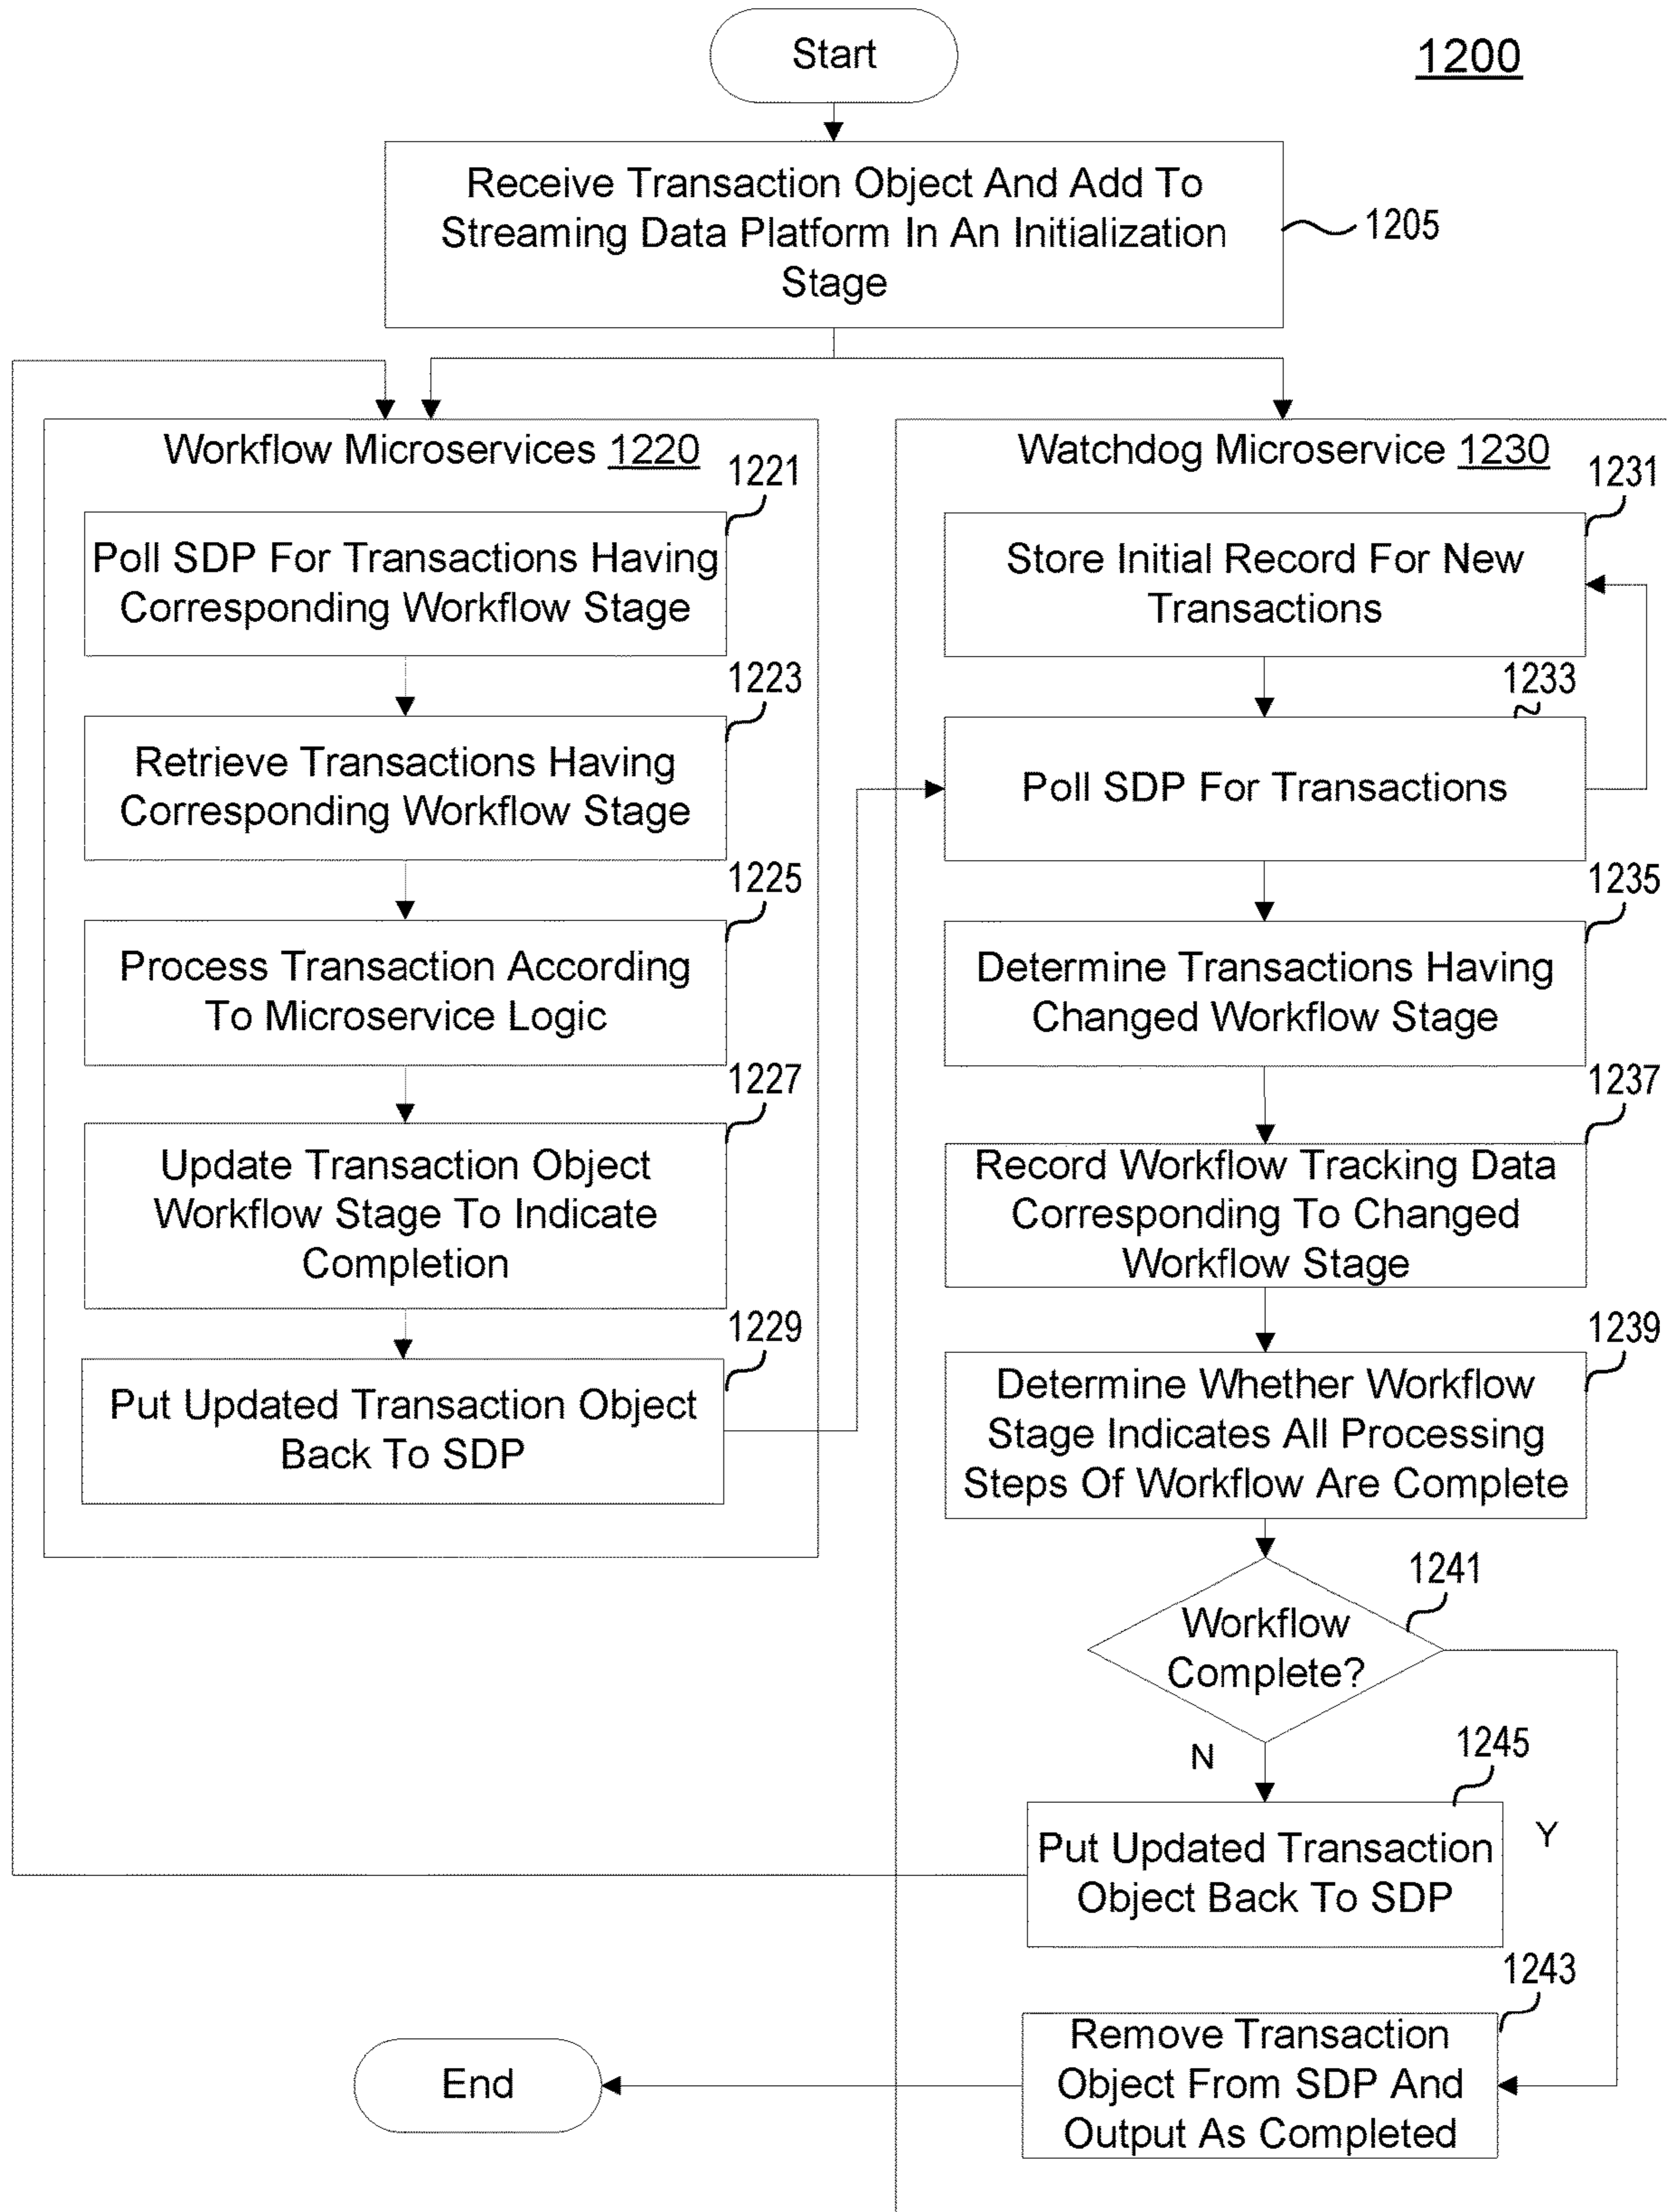 Start
1200
Receive Transaction Object And Add To
Streaming Data Platform In An Initialization
Stage
1205
Workflow Microservices 1220
1221
Poll SDP For Transactions Having
Corresponding Workflow Stage
1223
Retrieve Transactions Having
Corresponding Workflow Stage
1225
Process Transaction According
To Microservice Logic
1227
Update Transaction Object
Workflow Stage To Indicate
Completion
1229
Put Updated Transaction Object
Back To SDP
Watchdog Microservice 1230
1231
Store Initial Record For New
Transactions
1233
Poll SDP For Transactions
1235
Determine Transactions Having
Changed Workflow Stage
1237
Record Workflow Tracking Data
Corresponding To Changed
Workflow Stage
1239
Determine Whether Workflow
Stage Indicates All Processing
Steps Of Workflow Are Complete
1241
Workflow
Complete?
N
1245
Y
Put Updated Transaction
Object Back To SDP
1243
Remove Transaction
Object From SDP And
Output As Completed
End